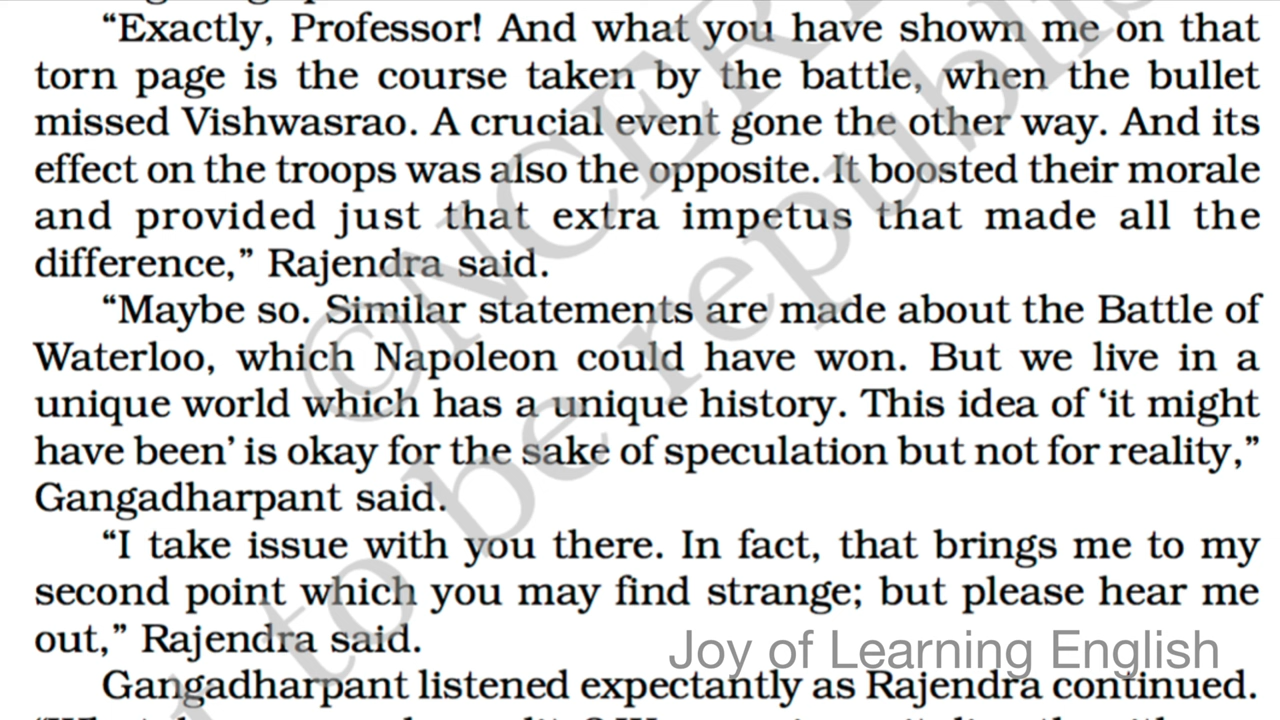 “Exactly, Professor! And what you have shown me on that
torn page is the course taken by the battle, when the bullet
missed Vishwasrao. A crucial event gone the other way. And its
effect on the troops was also the opposite. It boosted their morale
and provided just that extra impetus that made all the
difference,” Rajendra said.
“Maybe so. Similar statements are made about the Battle of
Waterloo, which Napoleon could have won. But we live in a
unique world which has a unique history. This idea of ‘it might
have been’ is okay for the sake of speculation but not for reality,”
Gangadharpant said.
“I take issue with you there. In fact, that brings me to my
second point which you may find strange; but please hear me
out,” Rajendra said.
Joy of Learning English
Gangadharpant listened expectantly as Rajendra continued.
©NCER
to be republis